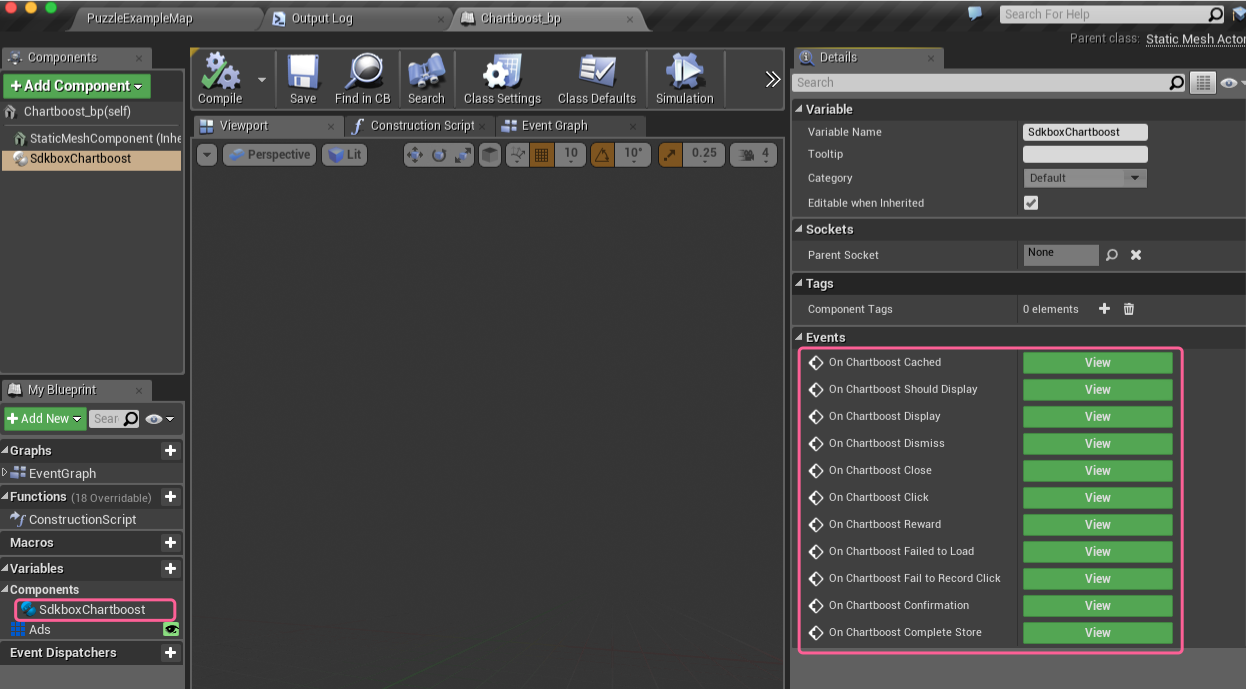 PuzzleExampleMap
Output Log
Chartboost_bp
Search For Help
Parent class: Static Mesh Actor
Components
Add Component
Chartboost_bp(self)
StaticMeshComponent (Inhe
SdkboxChartboost
Compile
Save
Find in CB
Search
Class Settings
Class Defaults
Simulation
Viewport
Construction Script
Event Graph
Perspective
Lit
10
10°
0.25
4
My Blueprint
Add New
Sear
Graphs
EventGraph
Functions (18 Overridable)
ConstructionScript
Macros
Variables
Components
SdkboxChartboost
Ads
Event Dispatchers
Details
Search
Variable
Variable Name SdkboxChartboost
Tooltip
Category Default
Editable when Inherited
Sockets
Parent Socket None
Tags
Component Tags 0 elements
Events
On Chartboost Cached View
On Chartboost Should Display View
On Chartboost Display View
On Chartboost Dismiss View
On Chartboost Close View
On Chartboost Click View
On Chartboost Reward View
On Chartboost Failed to Load View
On Chartboost Fail to Record Click View
On Chartboost Confirmation View
On Chartboost Complete Store View